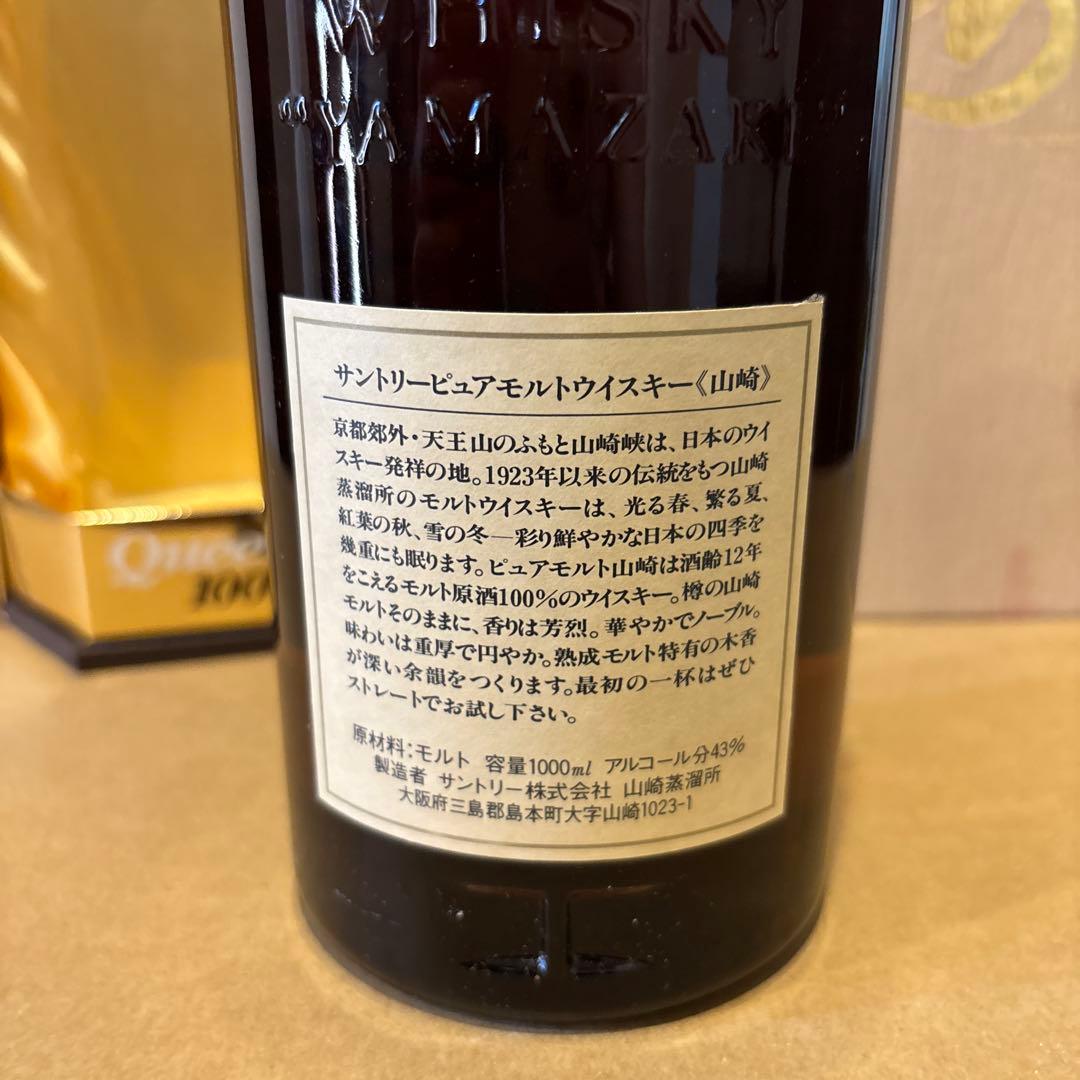 WHISKY
"YAMAZAKI"
サントリーピュアモルトウイスキー《山崎》
京都郊外・天王山のふもと山崎峡は、日本のウイ
スキー発祥の地。1923年以来の伝統をもつ山崎
蒸溜所のモルトウイスキーは、光る春、繁る夏、
紅葉の秋、雪の冬—彩り鮮やかな日本の四季を
幾重にも眠ります。ピュアモルト山崎は酒齢12年
をこえるモルト原酒100%のウイスキー。樽の山崎
モルトそのままに、香りは芳烈。華やかでノーブル。
味わいは重厚で円やか。熟成モルト特有の木香
が深い余韻をつくります。最初の一杯はぜひ
ストレートでお試し下さい。
原材料：モルト 容量1000ml アルコール分43%
製造者 サントリー株式会社 山崎蒸溜所
大阪府三島郡島本町大字山崎1023-1
100